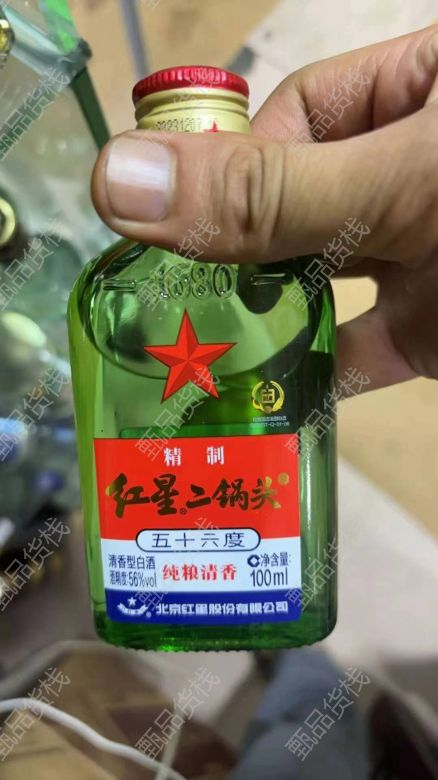 20231207
1680
精制
红星®二锅头
五十六度
清香型白酒
酒精度:56%vol
纯粮清香
净含量:
100ml
北京红星股份有限公司
甄品货栈